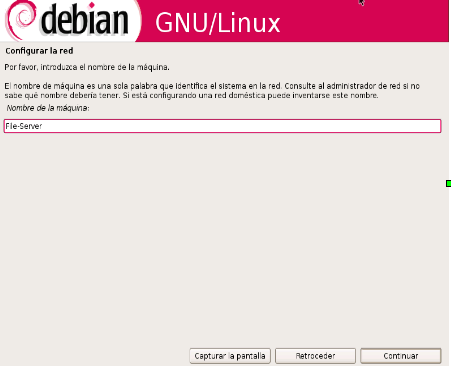 debian GNU/Linux
Configurar la red
Por favor, introduzca el nombre de la máquina.
El nombre de máquina es una sola palabra que identifica el sistema en la red. Consulte al administrador de red si no
sabe qué nombre debería tener. Si está configurando una red doméstica puede inventarse este nombre.
Nombre de la máquina:
File-Server
Capturar la pantalla Retroceder Continuar